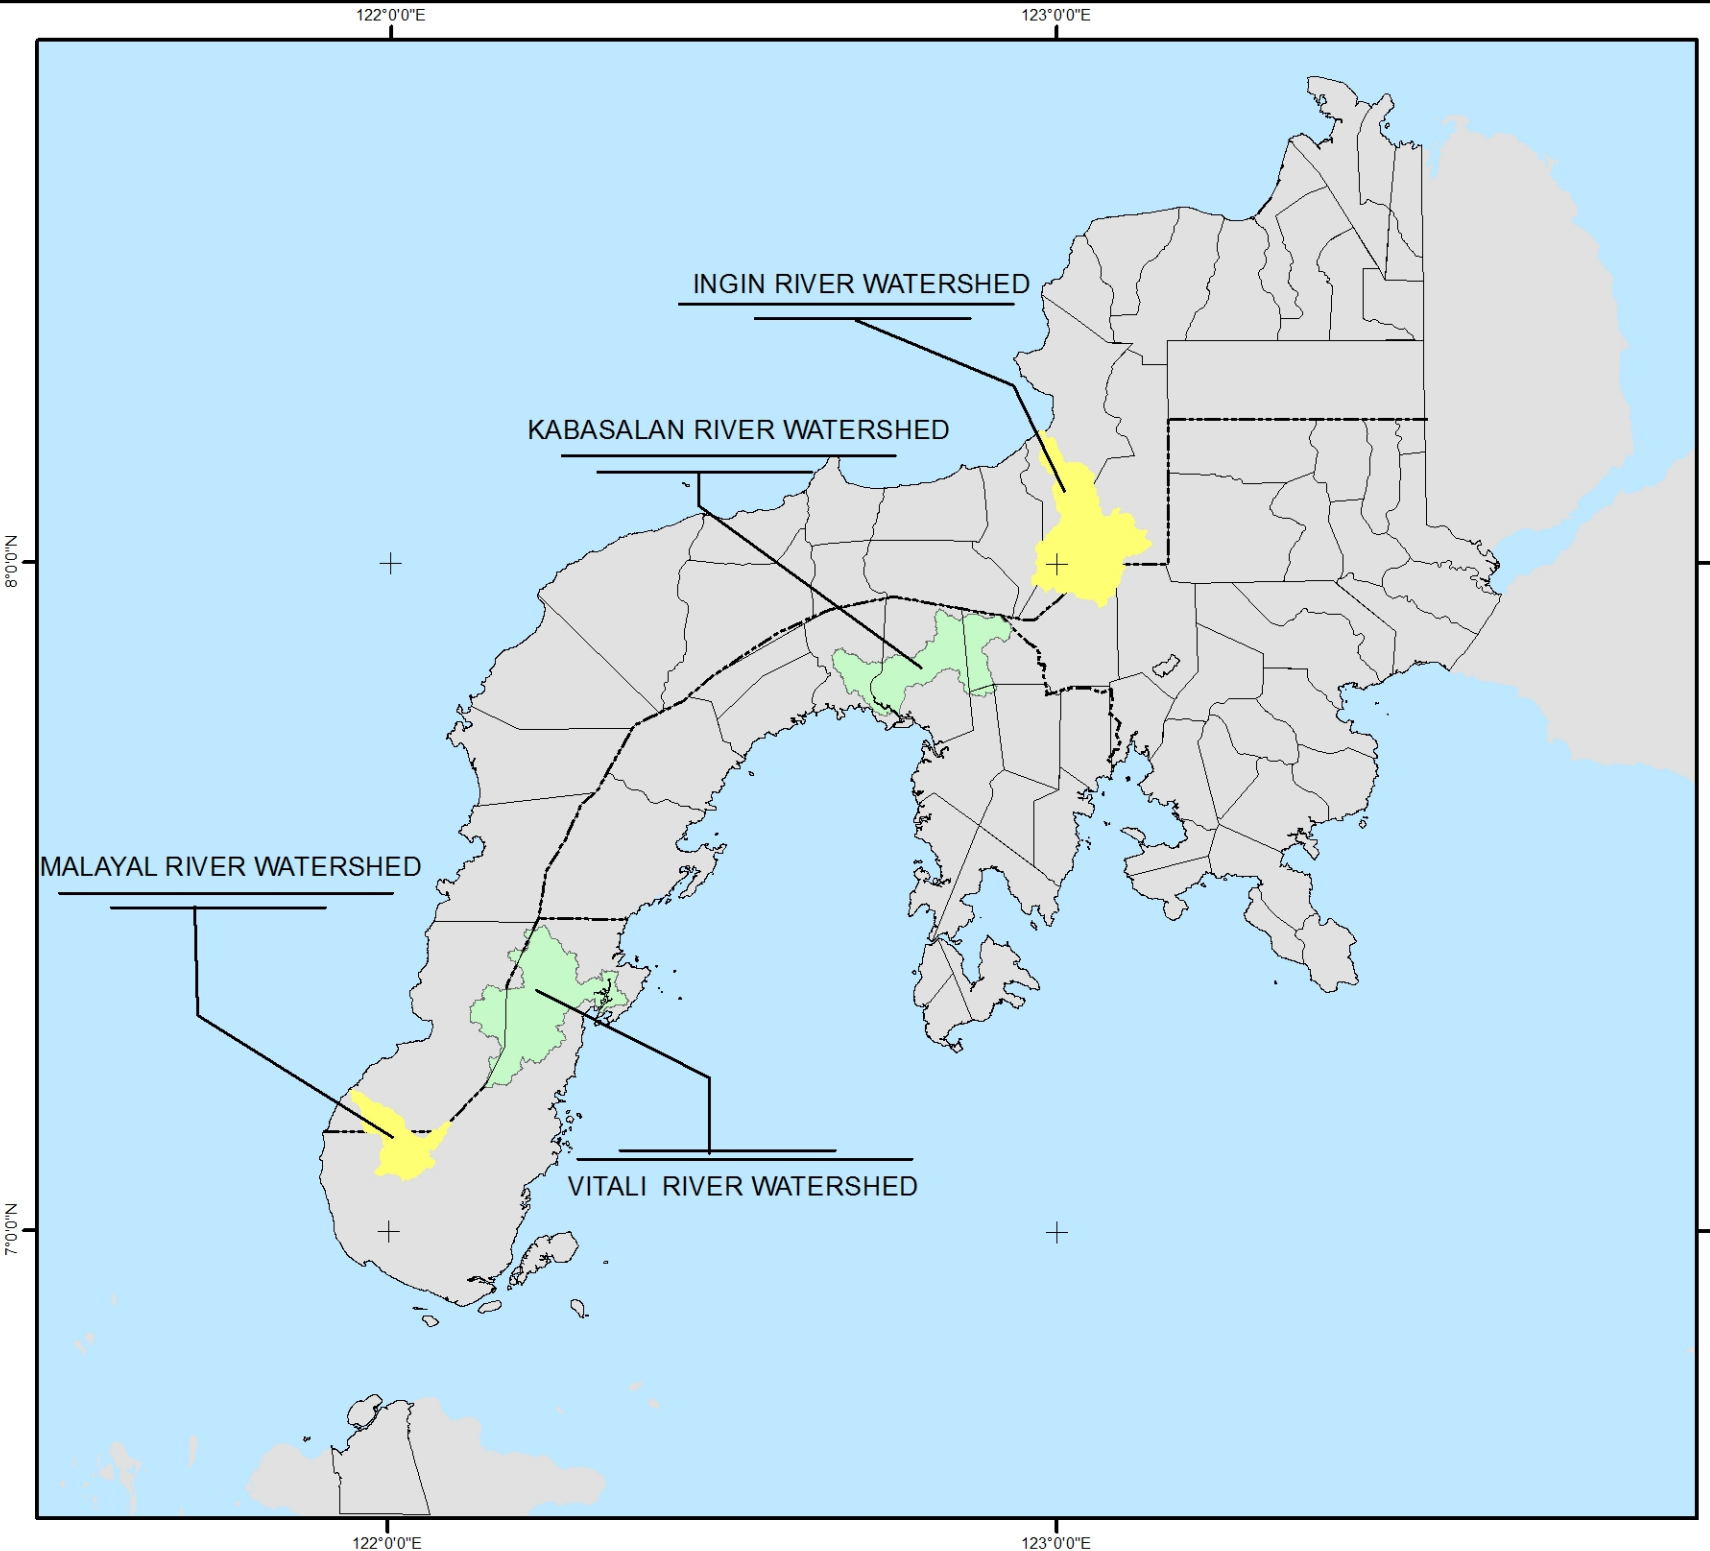 122°0'0"E
123°0'0"E
INGIN RIVER WATERSHED
KABASALAN RIVER WATERSHED
8°0'0"N
MALAYAL RIVER WATERSHED
VITALI RIVER WATERSHED
7°0'0"N
122°0'0"E
123°0'0"E